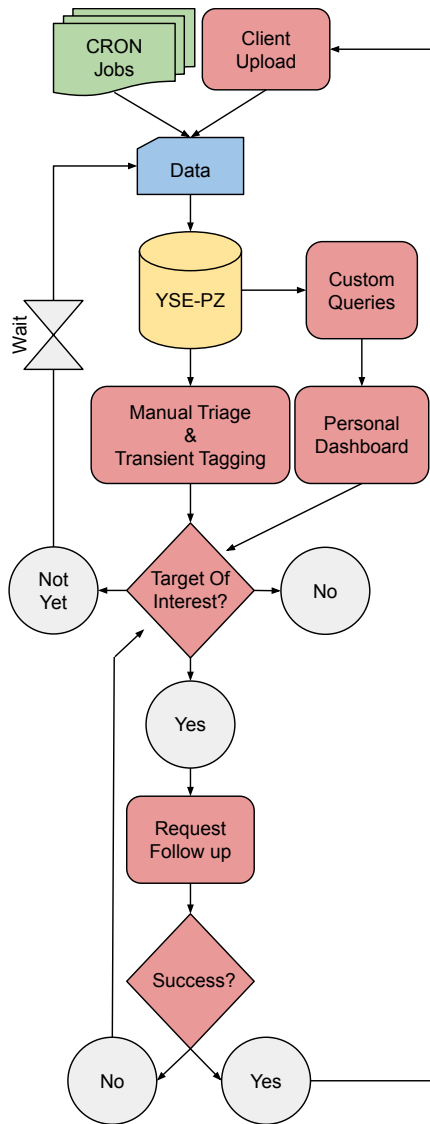 CRON
Jobs
Client
Upload
Data
YSE-PZ
Custom
Queries
Wait
Manual Triage
&
Transient Tagging
Personal
Dashboard
Not
Yet
Target Of
Interest?
No
Yes
Request
Follow up
Success?
No
Yes